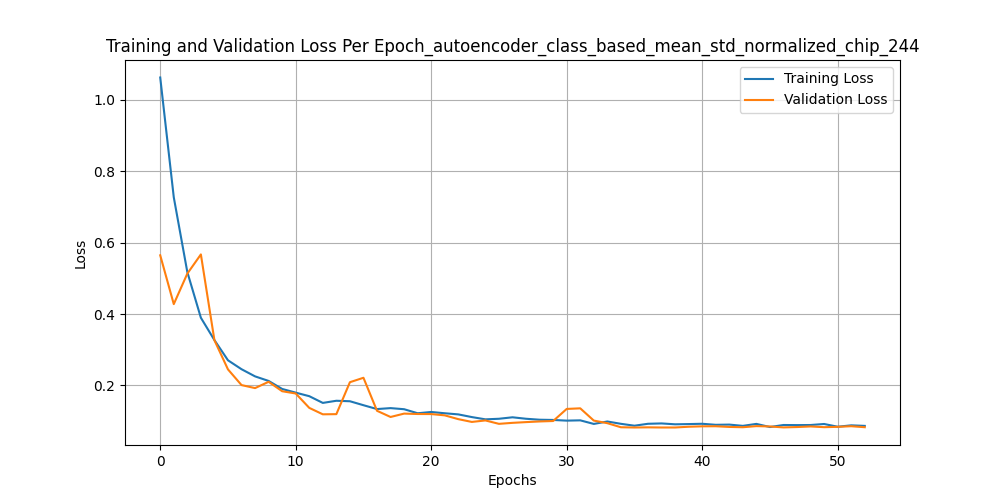 Training and Validation Loss Per Epoch_autoencoder_class_based_mean_std_normalized_chip_244
Training Loss
Validation Loss
1.0
0.8
0.6
0.4
0.2
Loss
0 10 20 30 40 50
Epochs